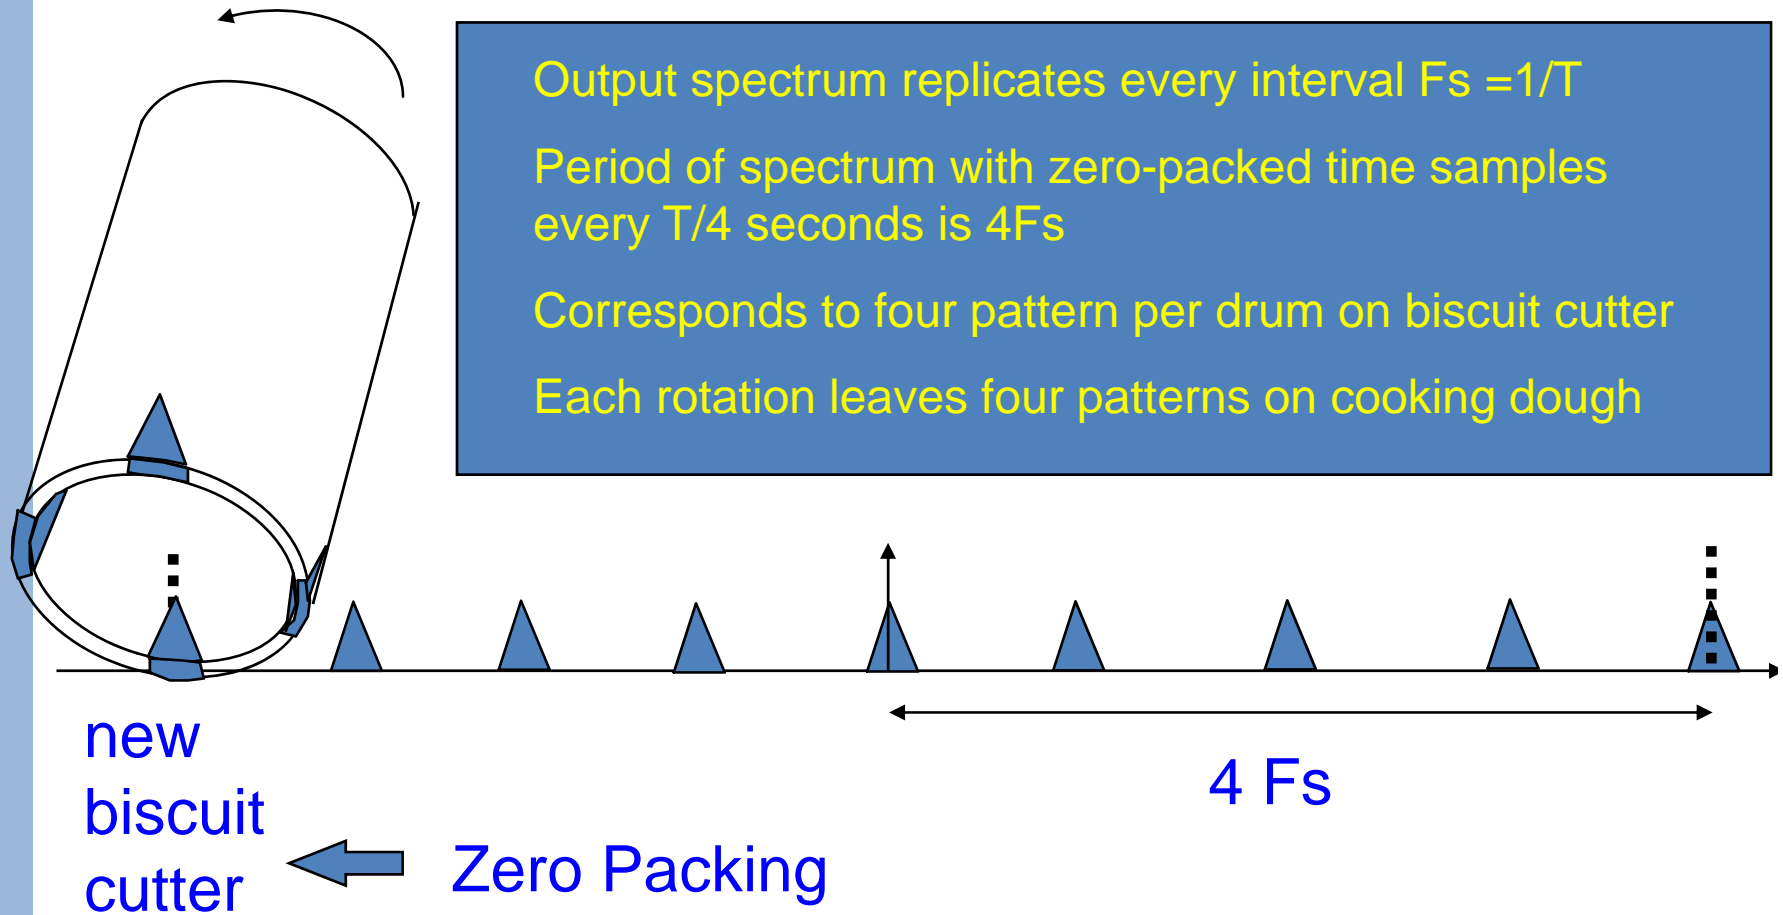 Output spectrum replicates every interval Fs =1/T
Period of spectrum with zero-packed time samples
every T/4 seconds is 4Fs
Corresponds to four pattern per drum on biscuit cutter
Each rotation leaves four patterns on cooking dough
4 Fs
new
biscuit
cutter
Zero Packing